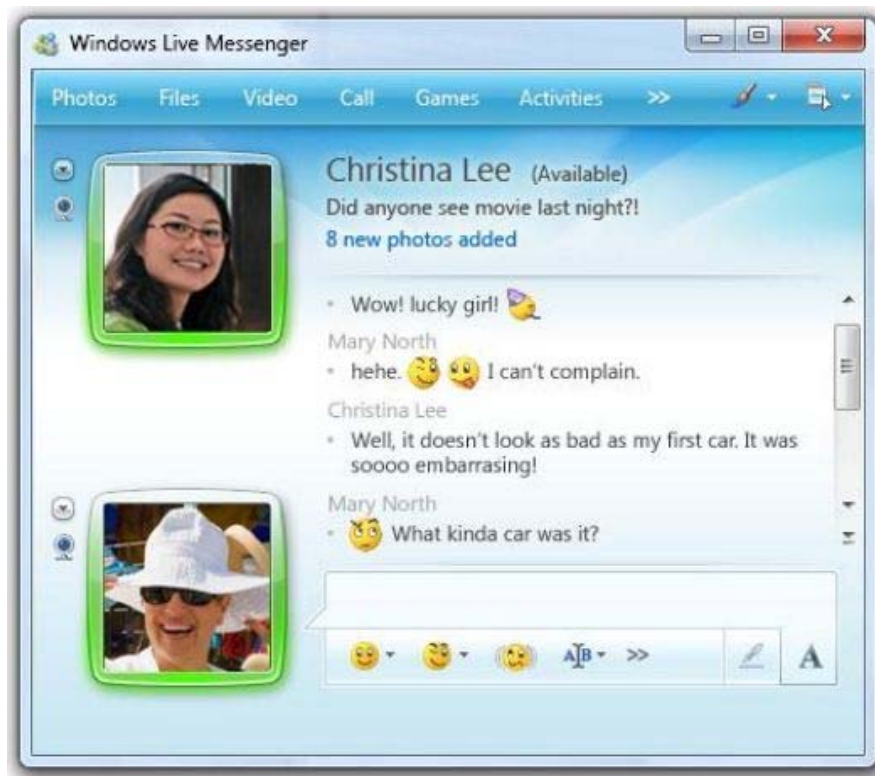 Windows Live Messenger
Photos Files Video Call Games Activities >>
Christina Lee (Available)
Did anyone see movie last night?!
8 new photos added
Wow! lucky girl!
Mary North
hehe. I can't complain.
Christina Lee
Well, it doesn't look as bad as my first car. It was
soooo embarrasing!
Mary North
What kinda car was it?
AB >> A